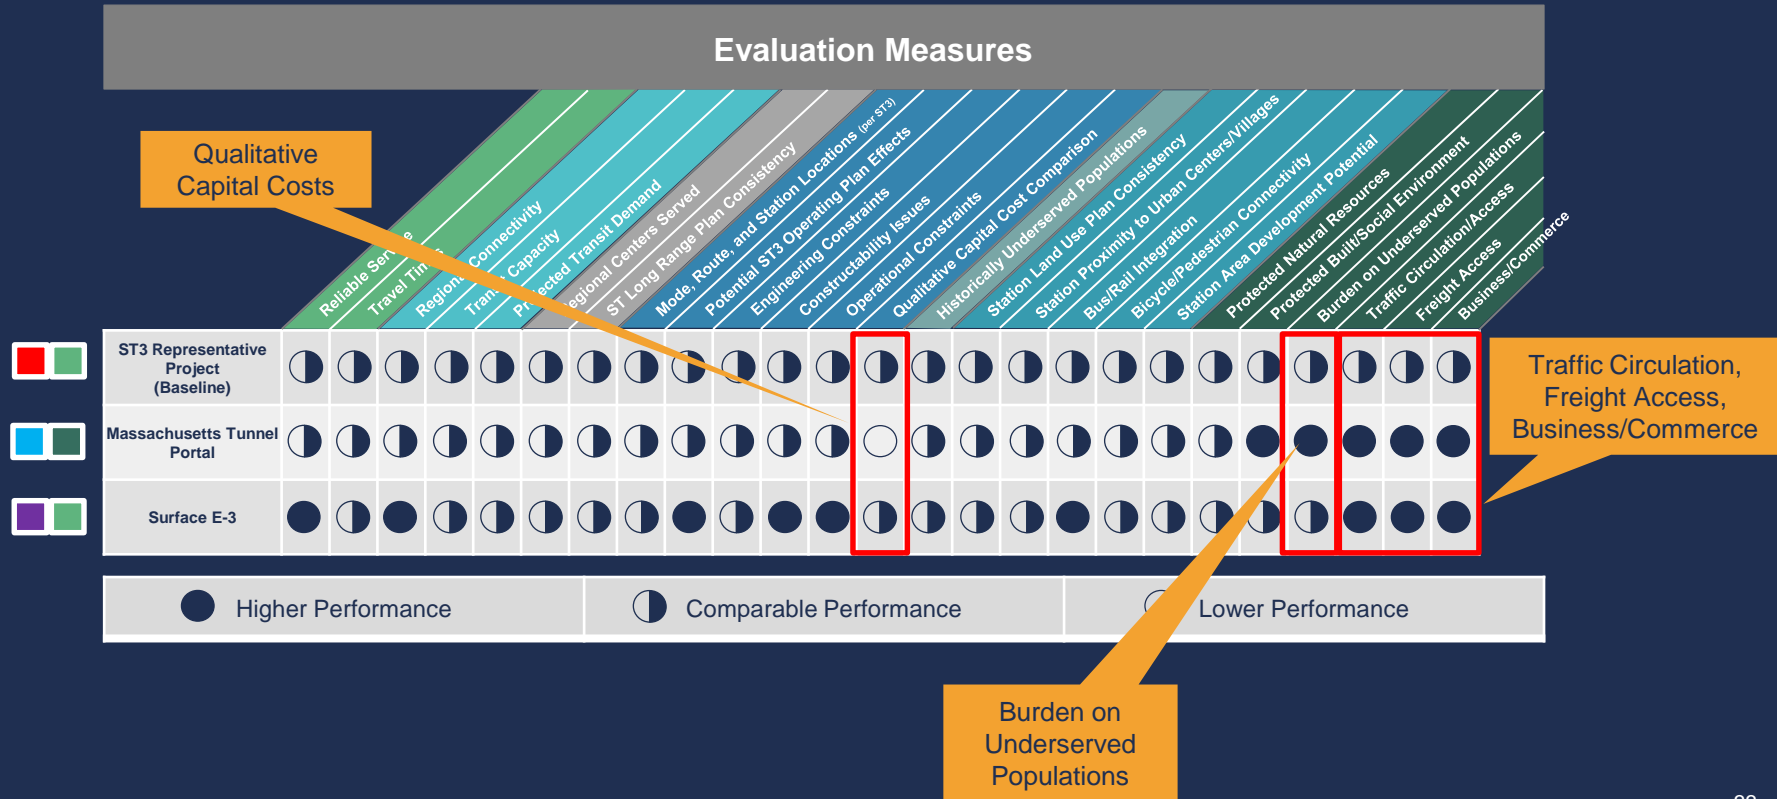 Evaluation Measures
Qualitative
Capital Costs
Reliable Service
Travel Times
Regional Connectivity
Transit Capacity
Projected Transit Demand
Regional Centers Served
ST Long Range Plan Consistency
Mode, Route, and Station Locations (per ST3)
Potential ST3 Operating Plan Effects
Engineering Constraints
Constructability Issues
Operational Constraints
Qualitative Capital Cost Comparison
Historically Underserved Populations
Station Land Use Plan Consistency
Station Proximity to Urban Centers/Villages
Bus/Rail Integration
Bicycle/Pedestrian Connectivity
Station Area Development Potential
Protected Natural Resources
Protected Built/Social Environment
Burden on Underserved Populations
Traffic Circulation/Access
Freight Access
Business/Commerce
ST3 Representative
Project
(Baseline)
Massachusetts Tunnel
Portal
Surface E-3
Traffic Circulation,
Freight Access,
Business/Commerce
Higher Performance
Comparable Performance
Lower Performance
Burden on
Underserved
Populations